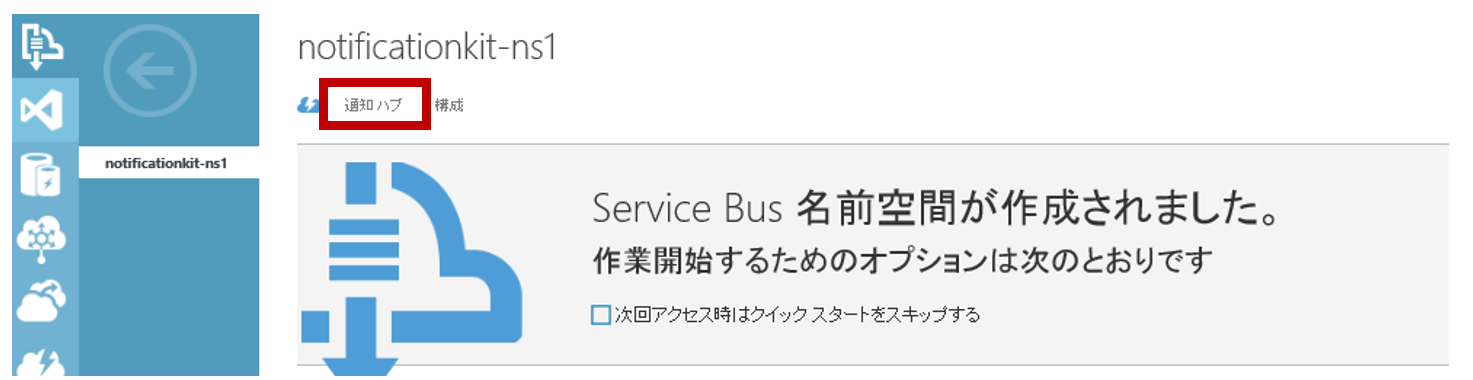 notificationkit-ns1
通知ハブ 構成
notificationkit-ns1
Service Bus 名前空間が作成されました。
作業開始するためのオプションは次のとおりです
次回アクセス時はクイック スタートをスキップする